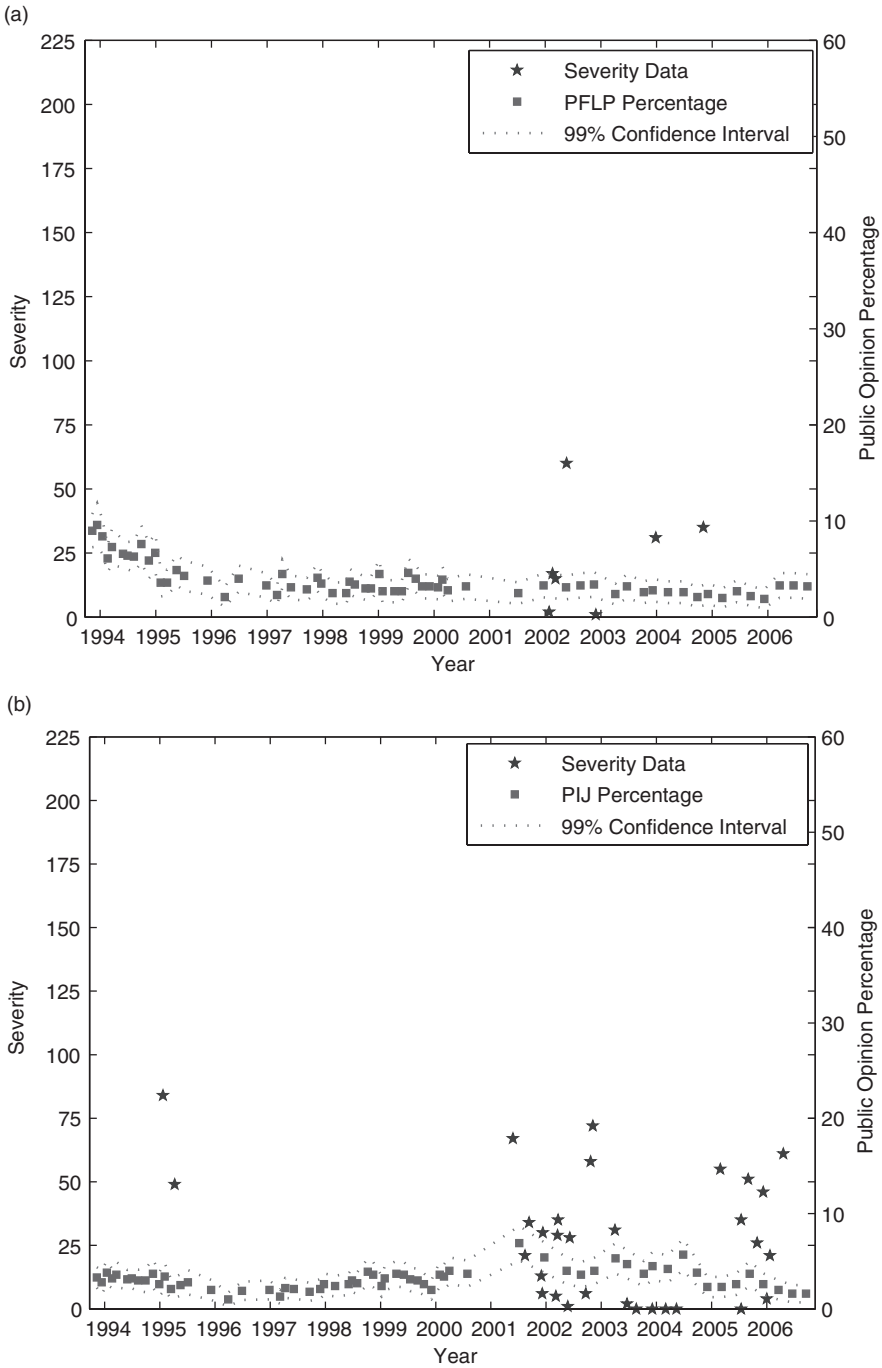 (a)
225
200
175
150
125
100
75
50
25
0
Severity
60
50
40
30
20
10
0
Public Opinion Percentage
Severity Data
PFLP Percentage
99% Confidence Interval
1994 1995 1996 1997 1998 1999 2000 2001 2002 2003 2004 2005 2006
Year
(b)
225
200
175
150
125
100
75
50
25
0
Severity
60
50
40
30
20
10
0
Public Opinion Percentage
Severity Data
PIJ Percentage
99% Confidence Interval
1994 1995 1996 1997 1998 1999 2000 2001 2002 2003 2004 2005 2006
Year